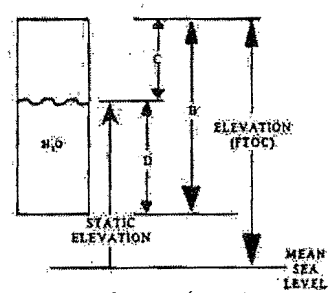 C
B
ELEVATION
(FTOC)
H₂O
D
STATIC
ELEVATION
MEAN
SEA
LEVEL